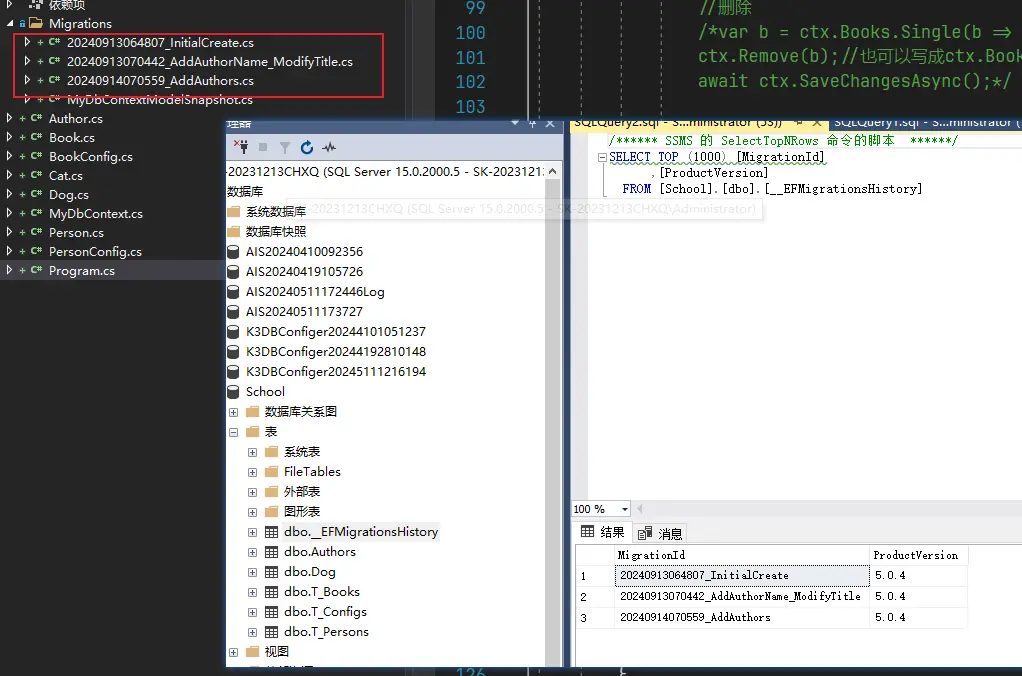 依赖项
Migrations
20240913064807_InitialCreate.cs
20240913070442_AddAuthorName_ModifyTitle.cs
20240914070559_AddAuthors.cs
MyDbContextModelSnapshot.cs
Author.cs
Book.cs
BookConfig.cs
Cat.cs
Dog.cs
MyDbContext.cs
Person.cs
PersonConfig.cs
Program.cs
99 //删除
100 /*var b = ctx.Books.Single(b =>
101 ctx.Remove(b);//也可以写成ctx.Book
102 await ctx.SaveChangesAsync();*/
103
-20231213CHXQ (SQL Server 15.0.2000.5 - SK-2023121
数据库
系统数据库
-20231213CHXQ (SQL Server 15.0.2000.5 - SK-20231213CHXQ\Administrator)
数据库快照
AIS20240410092356
AIS20240419105726
AIS20240511172446Log
AIS20240511173727
K3DBConfiger20244101051237
K3DBConfiger20244192810148
K3DBConfiger20245111216194
School
数据库关系图
表
系统表
FileTables
外部表
图形表
dbo.__EFMigrationsHistory
dbo.Authors
dbo.Dog
dbo.T_Books
dbo.T_Configs
dbo.T_Persons
视图
SQLQuery2.sql - S...ministrator (53)) SQLQuery1.sql - S...ministrator (
/****** SSMS 的 SelectTopNRows 命令的脚本 ******/
SELECT TOP (1000) [MigrationId]
,[ProductVersion]
FROM [School].[dbo].[__EFMigrationsHistory]
100 %
结果 消息
MigrationId ProductVersion
1 20240913064807_InitialCreate 5.0.4
2 20240913070442_AddAuthorName_ModifyTitle 5.0.4
3 20240914070559_AddAuthors 5.0.4
126 }